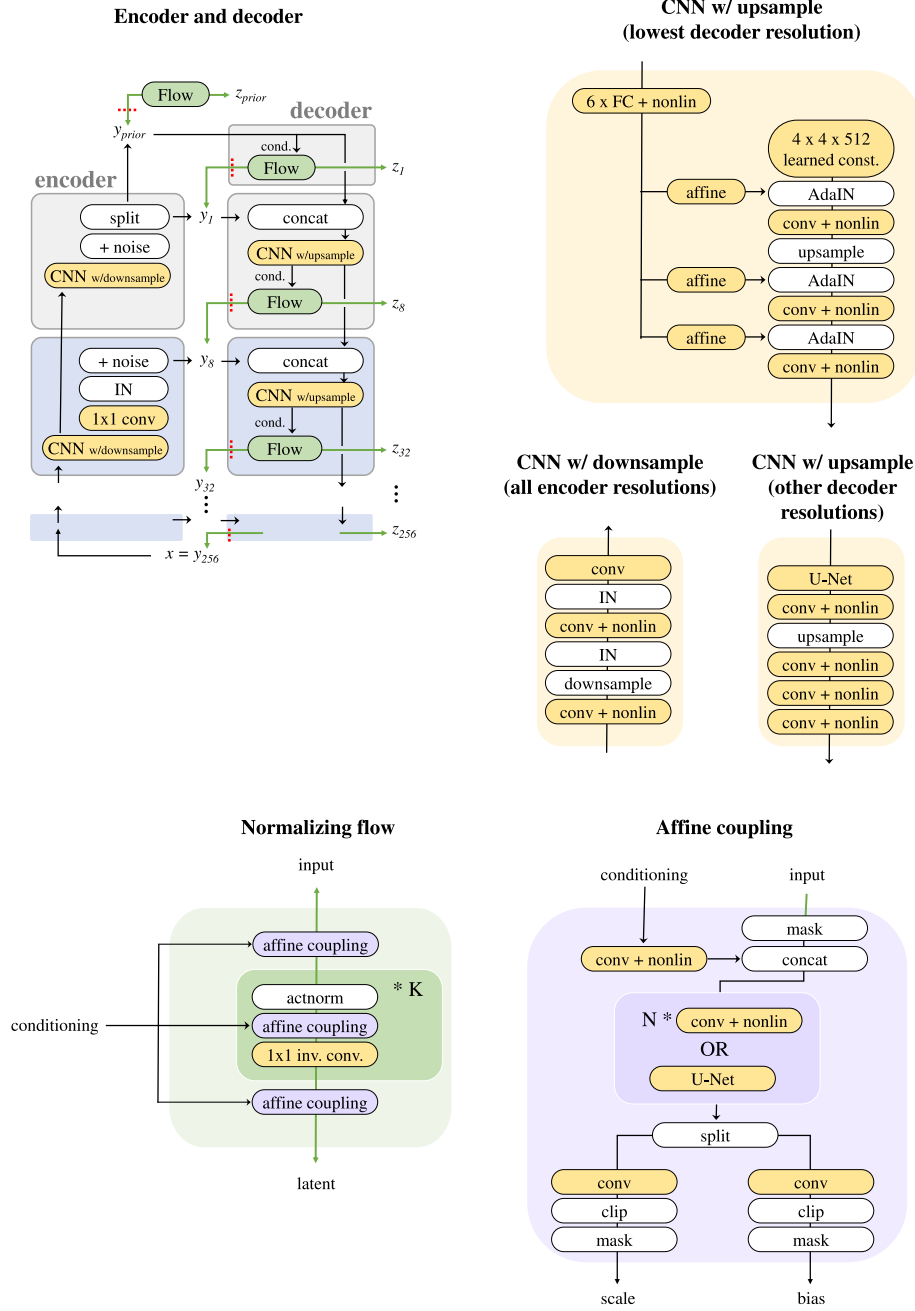 Encoder and decoder
Flow
z_prior
y_prior
decoder
cond.
Flow
z_1
encoder
split
y_1
concat
+ noise
CNN w/upsample
CNN w/downsample
cond.
Flow
z_8
+ noise
y_8
concat
IN
CNN w/upsample
1x1 conv
cond.
CNN w/downsample
Flow
z_32
y_32
...
...
z_256
x = y_256
CNN w/ upsample
(lowest decoder resolution)
6 x FC + nonlin
4 x 4 x 512
learned const.
affine
AdaIN
conv + nonlin
upsample
affine
AdaIN
conv + nonlin
affine
AdaIN
conv + nonlin
CNN w/ downsample
(all encoder resolutions)
conv
IN
conv + nonlin
IN
downsample
conv + nonlin
CNN w/ upsample
(other decoder
resolutions)
U-Net
conv + nonlin
upsample
conv + nonlin
conv + nonlin
conv + nonlin
Normalizing flow
input
affine coupling
* K
actnorm
conditioning
affine coupling
1x1 inv. conv.
affine coupling
latent
Affine coupling
conditioning
input
mask
conv + nonlin
concat
N *
conv + nonlin
OR
U-Net
split
conv
conv
clip
clip
mask
mask
scale
bias